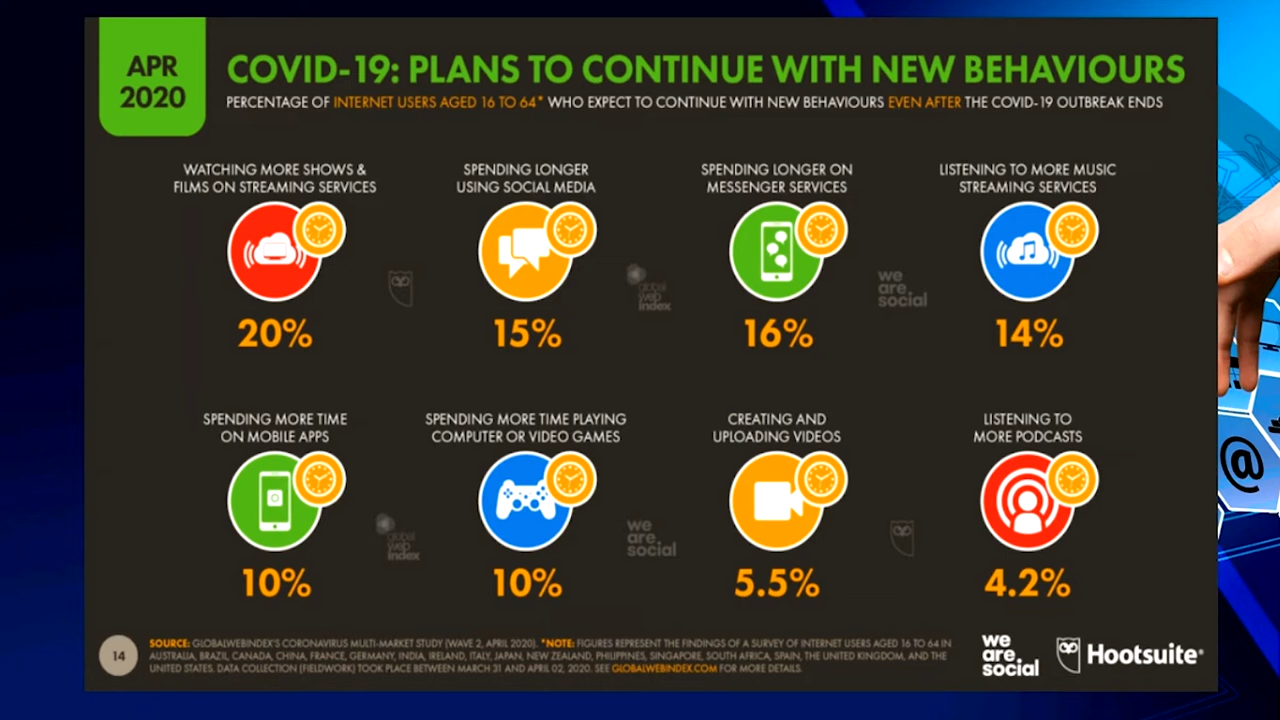 APR
2020
COVID-19: PLANS TO CONTINUE WITH NEW BEHAVIOURS
PERCENTAGE OF INTERNET USERS AGED 16 TO 64* WHO EXPECT TO CONTINUE WITH NEW BEHAVIOURS EVEN AFTER THE COVID-19 OUTBREAK ENDS
WATCHING MORE SHOWS &
FILMS ON STREAMING SERVICES
20%
SPENDING LONGER
USING SOCIAL MEDIA
15%
SPENDING LONGER ON
MESSENGER SERVICES
16%
LISTENING TO MORE MUSIC
STREAMING SERVICES
14%
global
web
index
we
are
social
SPENDING MORE TIME
ON MOBILE APPS
10%
SPENDING MORE TIME PLAYING
COMPUTER OR VIDEO GAMES
10%
CREATING AND
UPLOADING VIDEOS
5.5%
LISTENING TO
MORE PODCASTS
4.2%
global
web
index
we
are
social
@
14
SOURCE: GLOBALWEBINDEX'S CORONAVIRUS MULTI-MARKET STUDY (WAVE 2, APRIL 2020). *NOTE: FIGURES REPRESENT THE FINDINGS OF A SURVEY OF INTERNET USERS AGED 16 TO 64 IN
AUSTRALIA, BRAZIL, CANADA, CHINA, FRANCE, GERMANY, INDIA, IRELAND, ITALY, JAPAN, NEW ZEALAND, PHILIPPINES, SINGAPORE, SOUTH AFRICA, SPAIN, THE UNITED KINGDOM, AND THE
UNITED STATES. DATA COLLECTION (FIELDWORK) TOOK PLACE BETWEEN MARCH 31 AND APRIL 02, 2020. SEE GLOBALWEBINDEX.COM FOR MORE DETAILS.
we
are
social
Hootsuite®